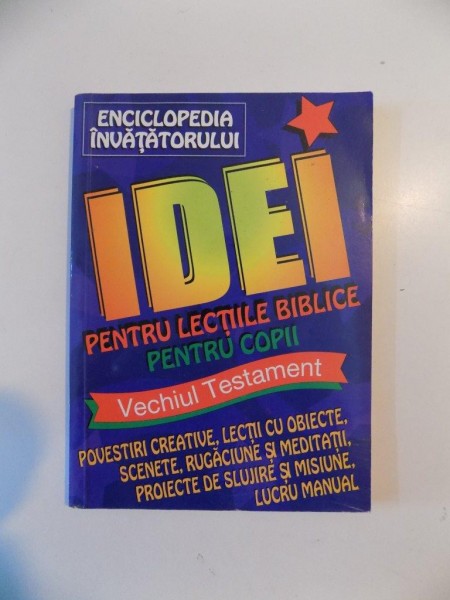 ENCICLOPEDIA
ÎNVĂȚĂTORULUI
IDEI
PENTRU LECȚIILE BIBLICE
PENTRU COPII
Vechiul Testament
POVESTIRI CREATIVE, LECȚII CU OBIECTE,
SCENETE, RUGĂCIUNE ȘI MEDITAȚII,
PROIECTE DE SLUJIRE ȘI MISIUNE,
LUCRU MANUAL